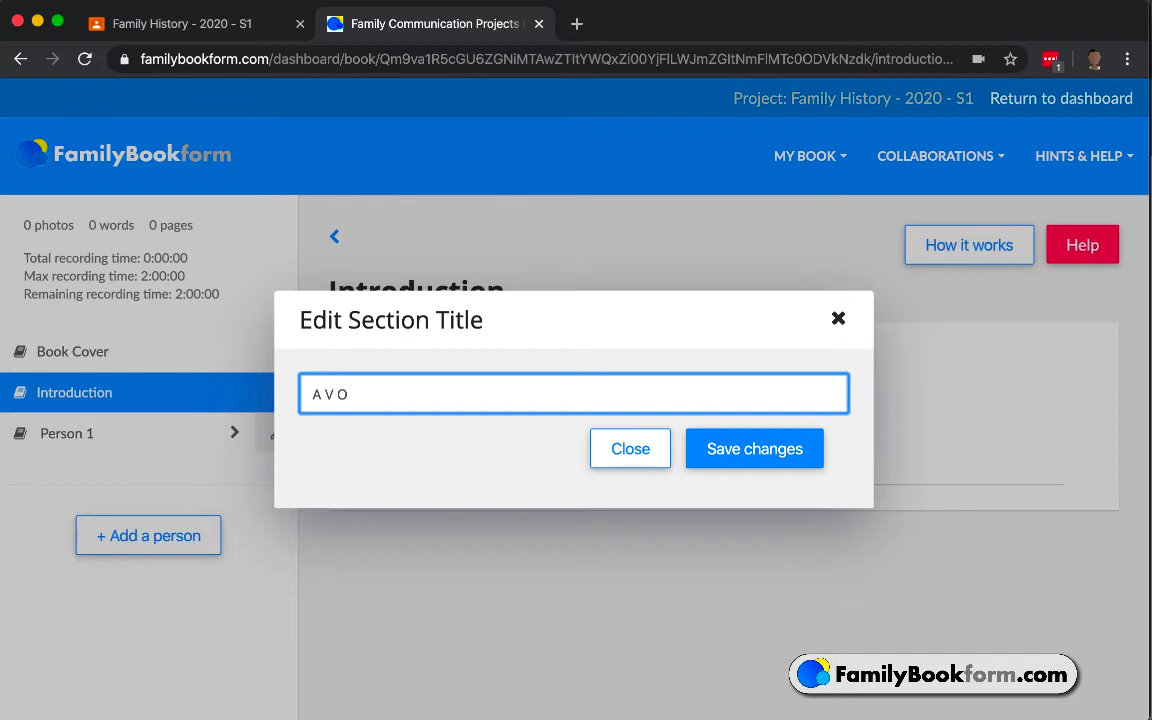 Family History - 2020 - S1
Family Communication Projects
familybookform.com/dashboard/book/Qm9va1R5cGU6ZGNiMTAwZTItYWQxZi00YjFlLWJmZGItNmFlMTc0ODVkNzdk/introductio...
1
Project: Family History - 2020 - S1 Return to dashboard
FamilyBookform
MY BOOK COLLABORATIONS HINTS & HELP
0 photos 0 words 0 pages
Total recording time: 0:00:00
Max recording time: 2:00:00
Remaining recording time: 2:00:00
How it works Help
Introduction
Edit Section Title
Book Cover
Introduction
A V O
Person 1
Close Save changes
+ Add a person
FamilyBookform.com